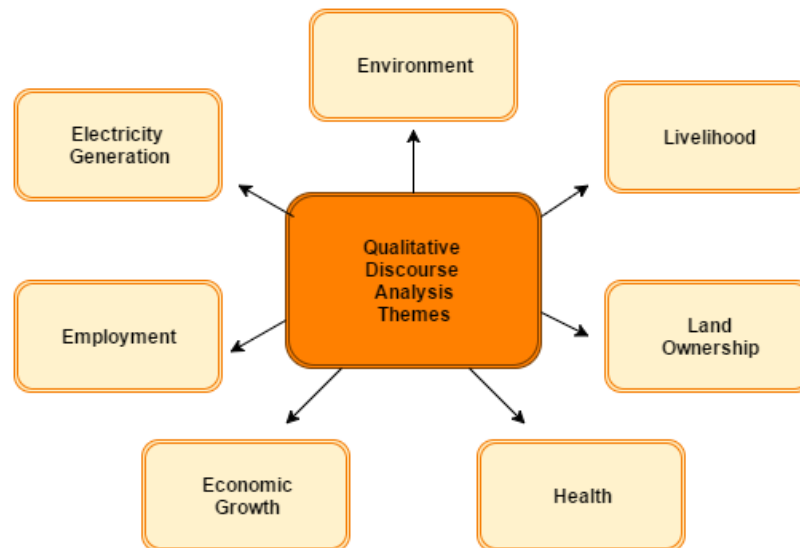 Environment
Electricity
Generation
Livelihood
Qualitative
Discourse
Analysis
Themes
Employment
Land
Ownership
Economic
Growth
Health